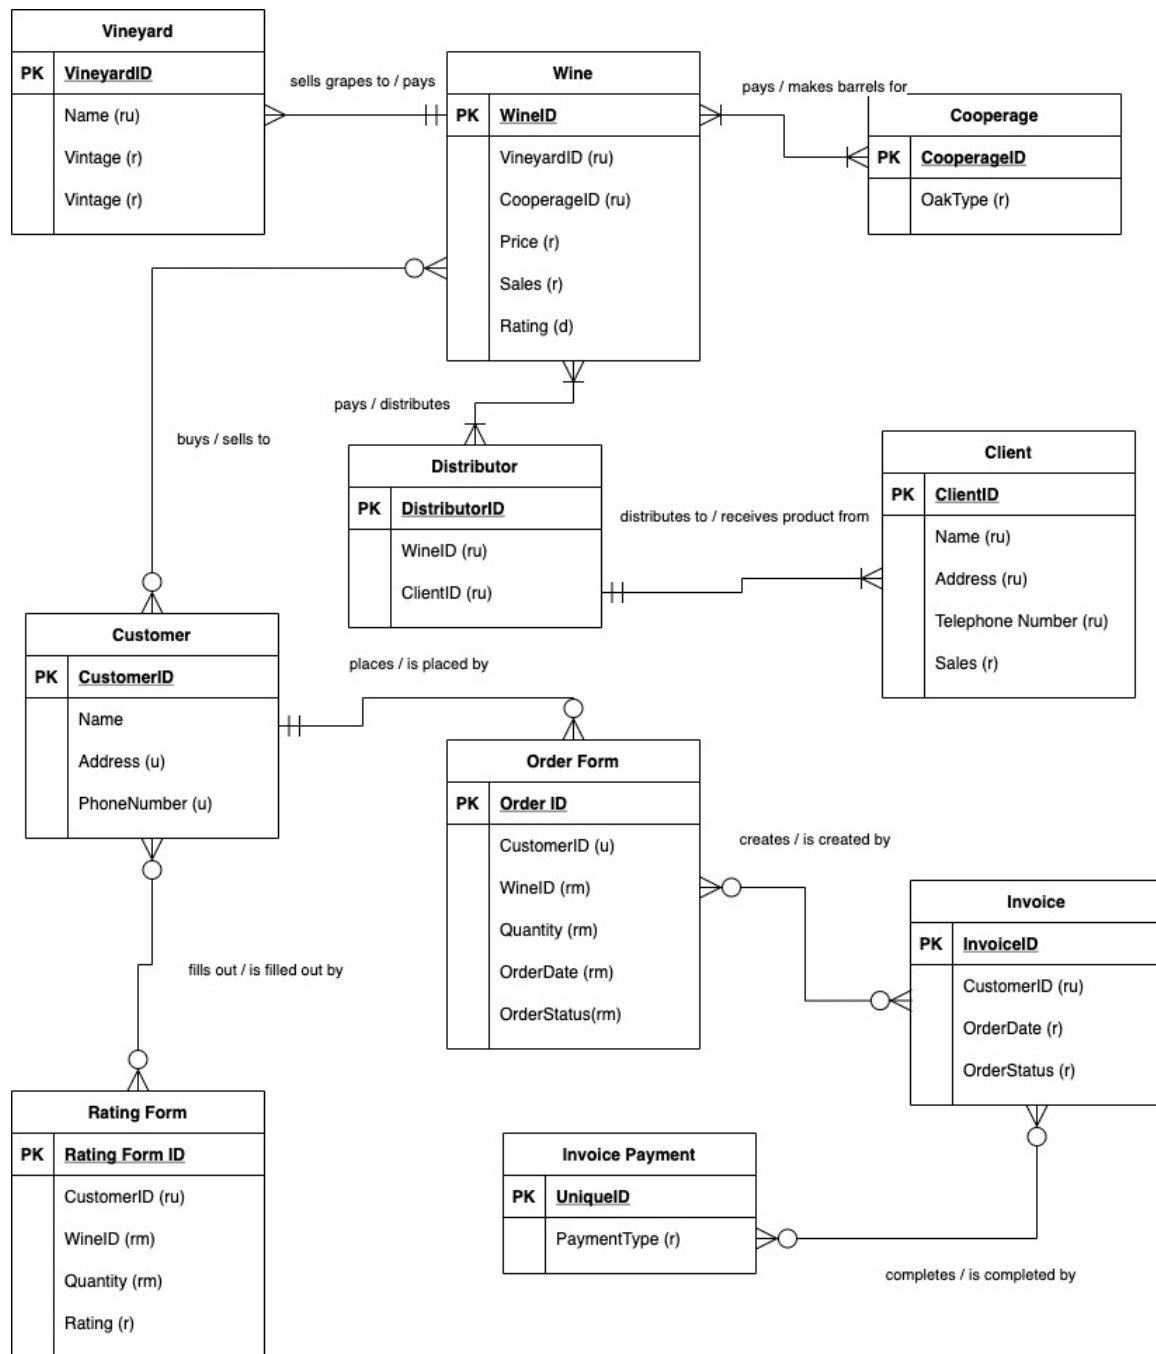 Vineyard
PK VineyardID
Name (ru)
Vintage (r)
Vintage (r)
sells grapes to / pays
Wine
PK WineID
VineyardID (ru)
CooperageID (ru)
Price (r)
Sales (r)
Rating (d)
pays / makes barrels for
Cooperage
PK CooperageID
OakType (r)
buys / sells to
pays / distributes
Distributor
PK DistributorID
WineID (ru)
ClientID (ru)
distributes to / receives product from
Client
PK ClientID
Name (ru)
Address (ru)
Telephone Number (ru)
Sales (r)
Customer
PK CustomerID
Name
Address (u)
PhoneNumber (u)
places / is placed by
Order Form
PK Order ID
CustomerID (u)
WineID (rm)
Quantity (rm)
OrderDate (rm)
OrderStatus(rm)
creates / is created by
Invoice
PK InvoiceID
CustomerID (ru)
OrderDate (r)
OrderStatus (r)
fills out / is filled out by
Rating Form
PK Rating Form ID
CustomerID (ru)
WineID (rm)
Quantity (rm)
Rating (r)
Invoice Payment
PK UniqueID
PaymentType (r)
completes / is completed by